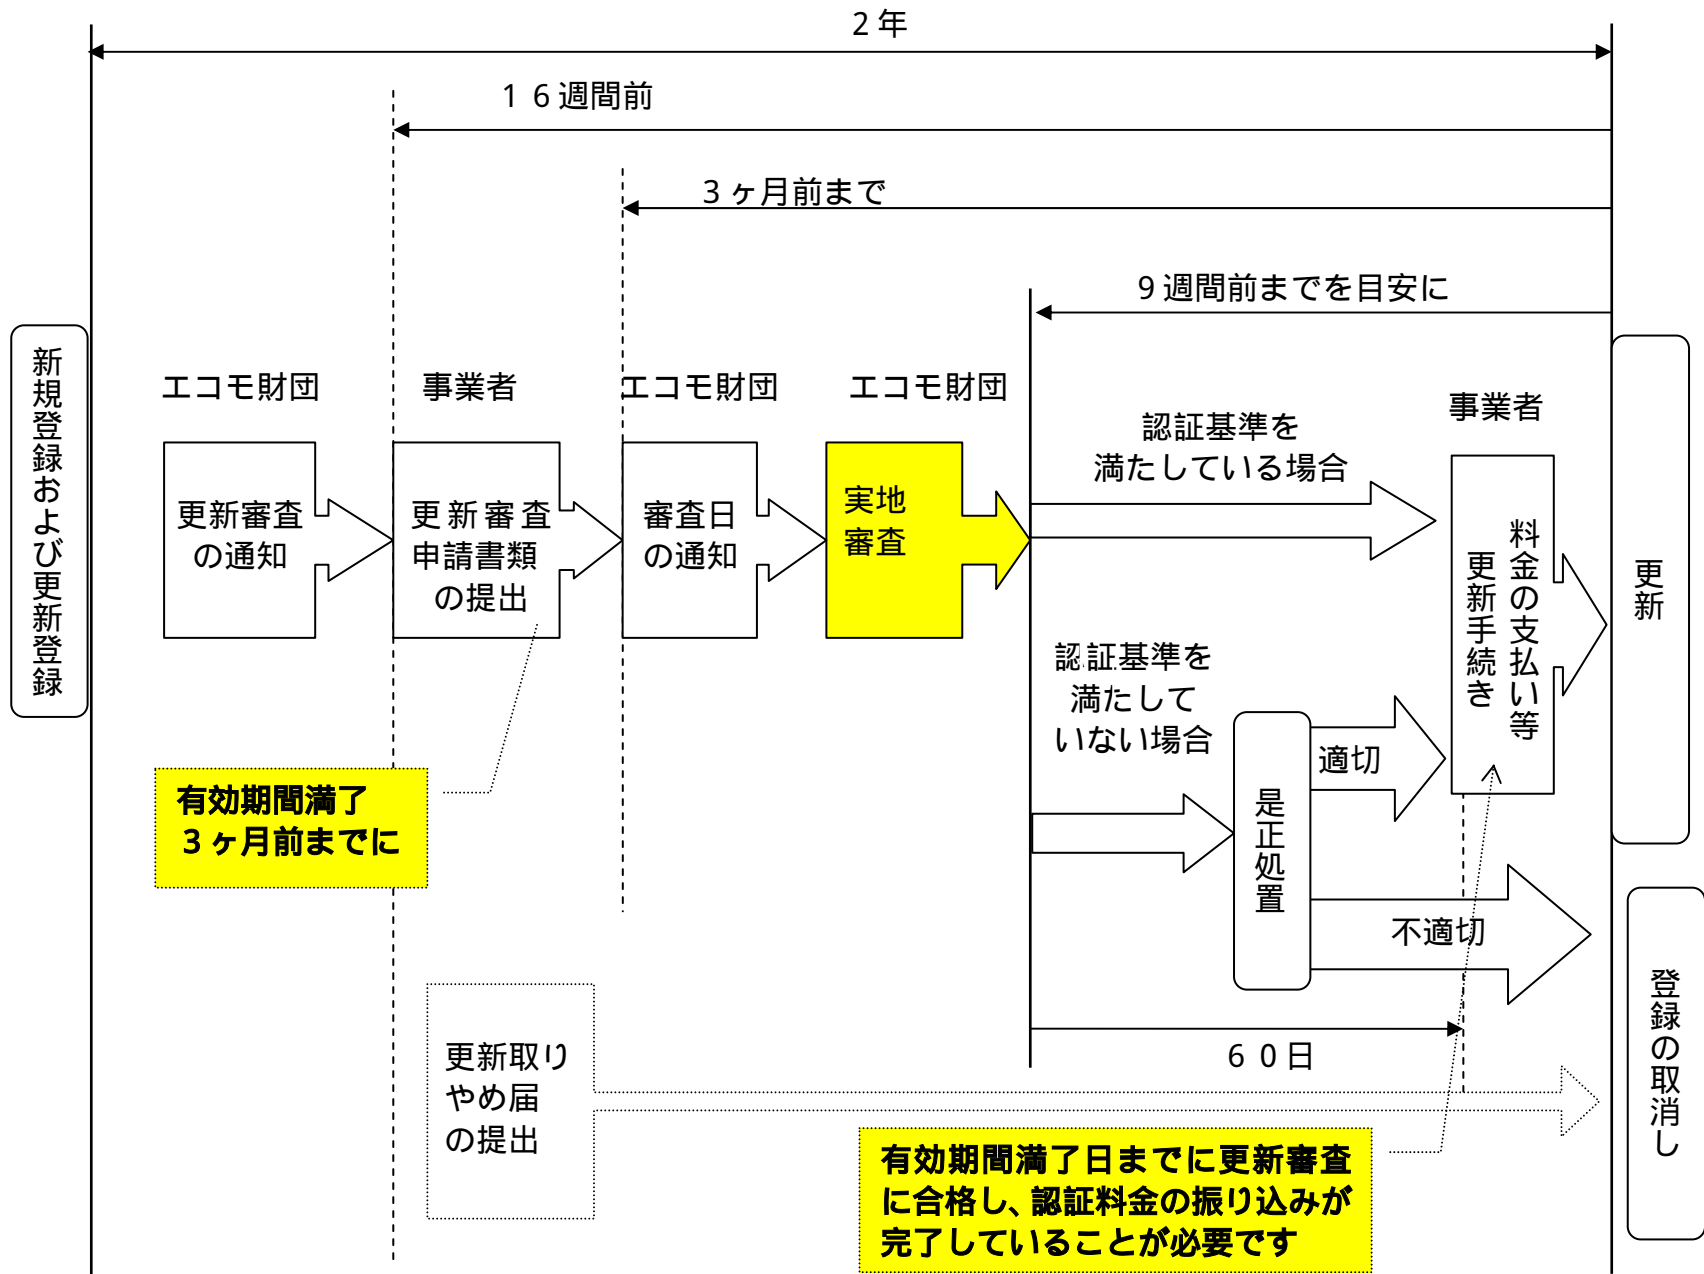 2年
16週間前
3ヶ月前まで
9週間前までを目安に
新規登録および更新登録
エコモ財団
事業者
エコモ財団
エコモ財団
更新審査
の通知
更新審査
申請書類
の提出
審査日
の通知
実地
審査
認証基準を
満たしている場合
事業者
料金の支払い等
更新手続き
更新
認証基準を
満たして
いない場合
是正処置
適切
不適切
有効期間満了
3ヶ月前までに
60日
更新取り
やめ届
の提出
登録の取消し
有効期間満了日までに更新審査
に合格し、認証料金の振り込みが
完了していることが必要です